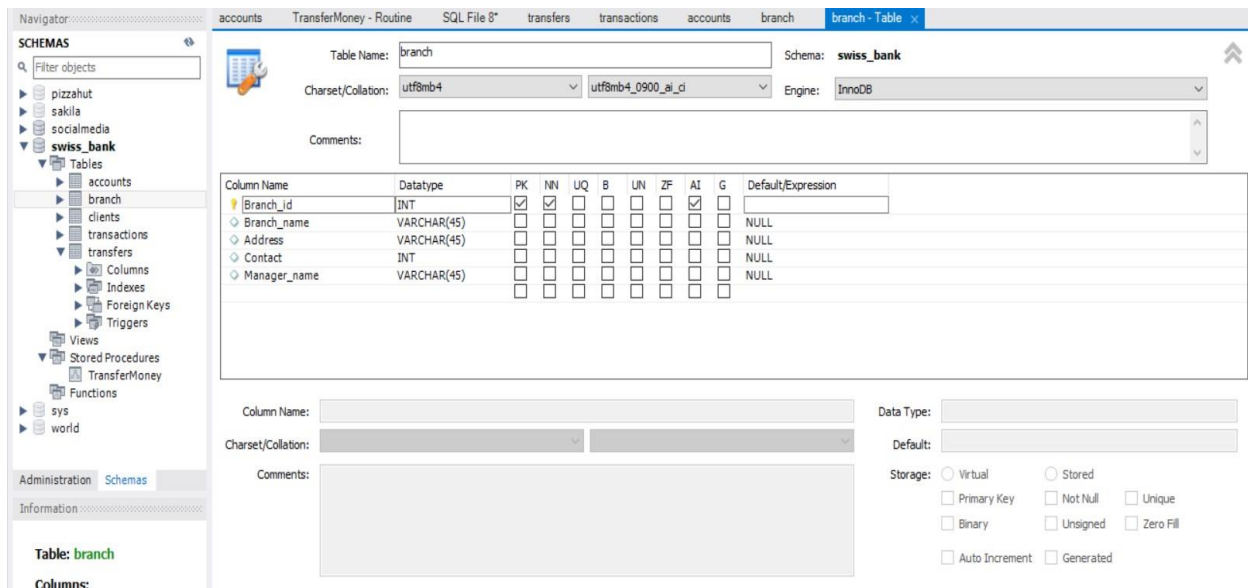 Navigator
SCHEMAS
Filter objects
pizzahut
sakila
socialmedia
swiss_bank
Tables
accounts
branch
clients
transactions
transfers
Columns
Indexes
Foreign Keys
Triggers
Views
Stored Procedures
TransferMoney
Functions
sys
world
Administration Schemas
Information
Table: branch
Columns:
accounts TransferMoney - Routine SQL File 8* transfers transactions accounts branch branch - Table ×
Table Name: branch Schema: swiss_bank
Charset/Collation: utf8mb4 utf8mb4_0900_ai_ci Engine: InnoDB
Comments:
Column Name Datatype PK NN UQ B UN ZF AI G Default/Expression
Branch_id INT
Branch_name VARCHAR(45) NULL
Address VARCHAR(45) NULL
Contact INT NULL
Manager_name VARCHAR(45) NULL
Column Name: Data Type:
Charset/Collation: Default:
Comments: Storage: Virtual Stored
Primary Key Not Null Unique
Binary Unsigned Zero Fill
Auto Increment Generated